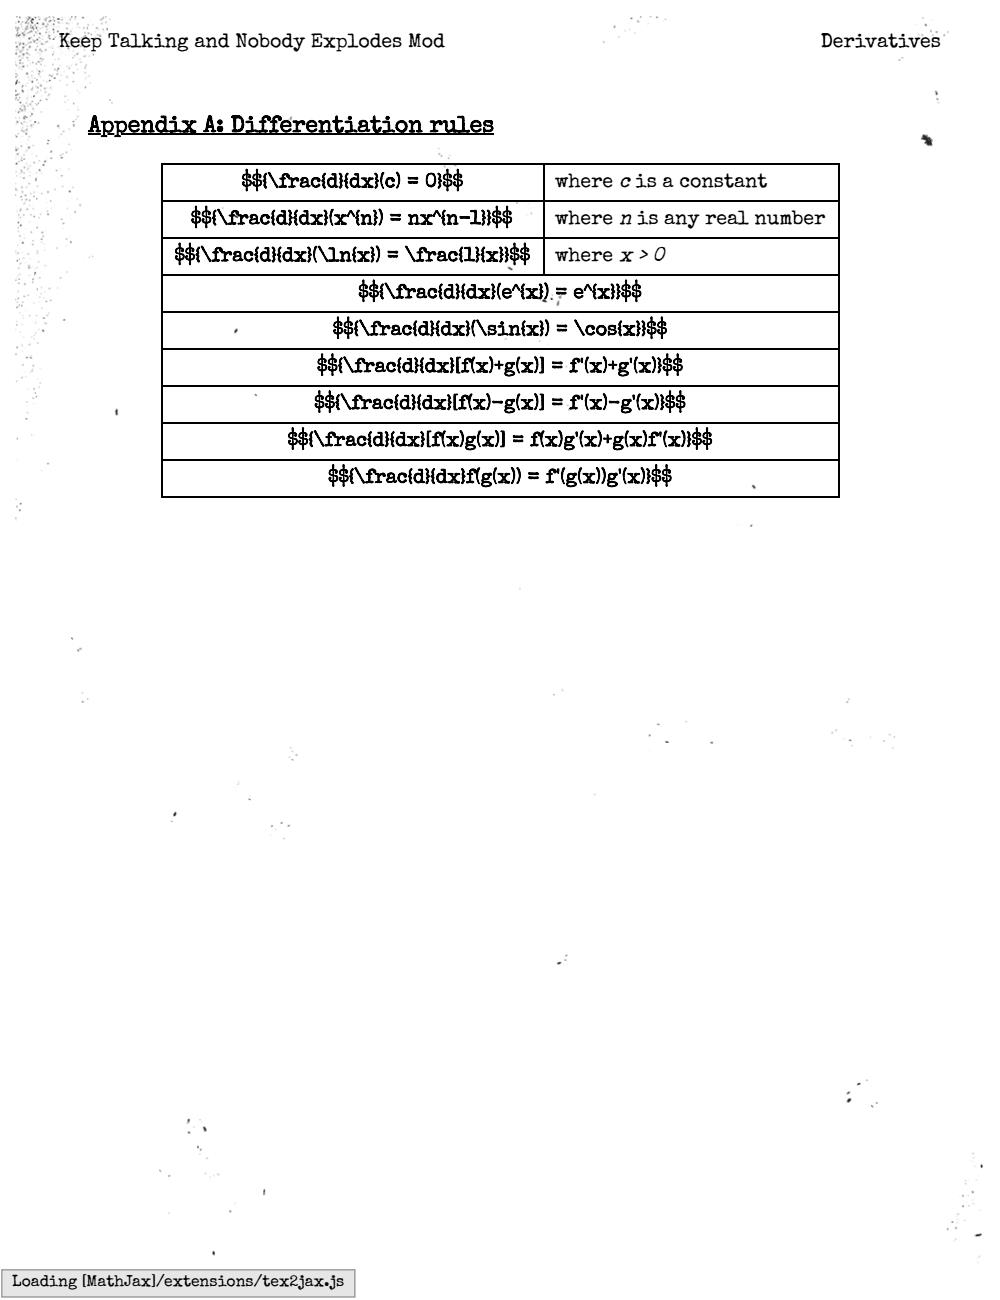 Keep Talking and Nobody Explodes Mod Derivatives
Appendix A: Differentiation rules
$${\frac{d}{dx}(c) = 0}$$ where c is a constant
$${\frac{d}{dx}(x^{n}) = nx^{n-1}}$$ where n is any real number
$${\frac{d}{dx}(\ln{x}) = \frac{1}{x}}$$ where x > 0
$${\frac{d}{dx}(e^{x}) = e^{x}}$$
$${\frac{d}{dx}(\sin{x}) = \cos{x}}$$
$${\frac{d}{dx}[f(x)+g(x)] = f'(x)+g'(x)}$$
$${\frac{d}{dx}[f(x)-g(x)] = f'(x)-g'(x)}$$
$${\frac{d}{dx}[f(x)g(x)] = f(x)g'(x)+g(x)f'(x)}$$
$${\frac{d}{dx}f(g(x)) = f'(g(x))g'(x)}$$
Loading [MathJax]/extensions/tex2jax.js